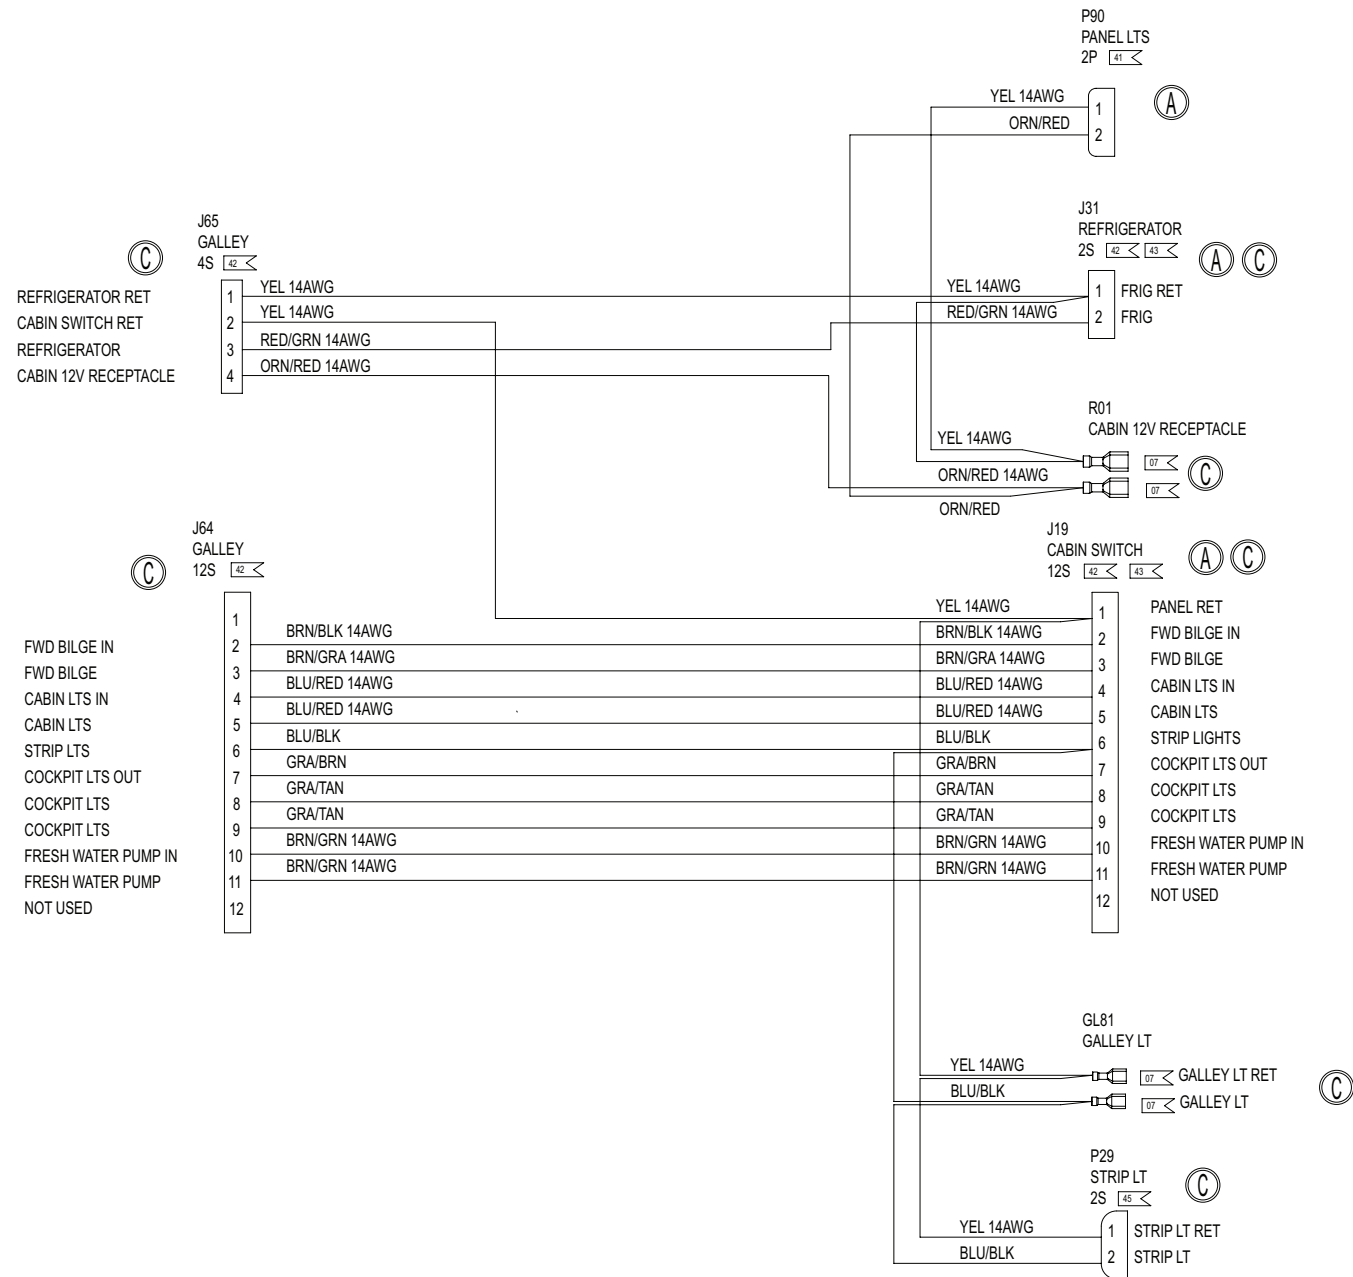 P90
PANEL LTS
2P 41
YEL 14AWG
ORN/RED
1
2
A
J65
GALLEY
4S 42
C
REFRIGERATOR RET 1 YEL 14AWG
CABIN SWITCH RET 2 YEL 14AWG
REFRIGERATOR 3 RED/GRN 14AWG
CABIN 12V RECEPTACLE 4 ORN/RED 14AWG
J31
REFRIGERATOR
2S 42 43
A C
YEL 14AWG 1 FRIG RET
RED/GRN 14AWG 2 FRIG
R01
CABIN 12V RECEPTACLE
YEL 14AWG 07
ORN/RED 14AWG 07
ORN/RED
C
J64
GALLEY
12S 42
C
J19
CABIN SWITCH
12S 42 43
A C
1 YEL 14AWG 1 PANEL RET
FWD BILGE IN 2 BRN/BLK 14AWG BRN/BLK 14AWG 2 FWD BILGE IN
FWD BILGE 3 BRN/GRA 14AWG BRN/GRA 14AWG 3 FWD BILGE
CABIN LTS IN 4 BLU/RED 14AWG BLU/RED 14AWG 4 CABIN LTS IN
CABIN LTS 5 BLU/RED 14AWG BLU/RED 14AWG 5 CABIN LTS
STRIP LTS 6 BLU/BLK BLU/BLK 6 STRIP LIGHTS
COCKPIT LTS OUT 7 GRA/BRN GRA/BRN 7 COCKPIT LTS OUT
COCKPIT LTS 8 GRA/TAN GRA/TAN 8 COCKPIT LTS
COCKPIT LTS 9 GRA/TAN GRA/TAN 9 COCKPIT LTS
FRESH WATER PUMP IN 10 BRN/GRN 14AWG BRN/GRN 14AWG 10 FRESH WATER PUMP IN
FRESH WATER PUMP 11 BRN/GRN 14AWG BRN/GRN 14AWG 11 FRESH WATER PUMP
NOT USED 12 12 NOT USED
GL81
GALLEY LT
YEL 14AWG 07 GALLEY LT RET
BLU/BLK 07 GALLEY LT
C
P29
STRIP LT
2S 45
C
YEL 14AWG 1 STRIP LT RET
BLU/BLK 2 STRIP LT